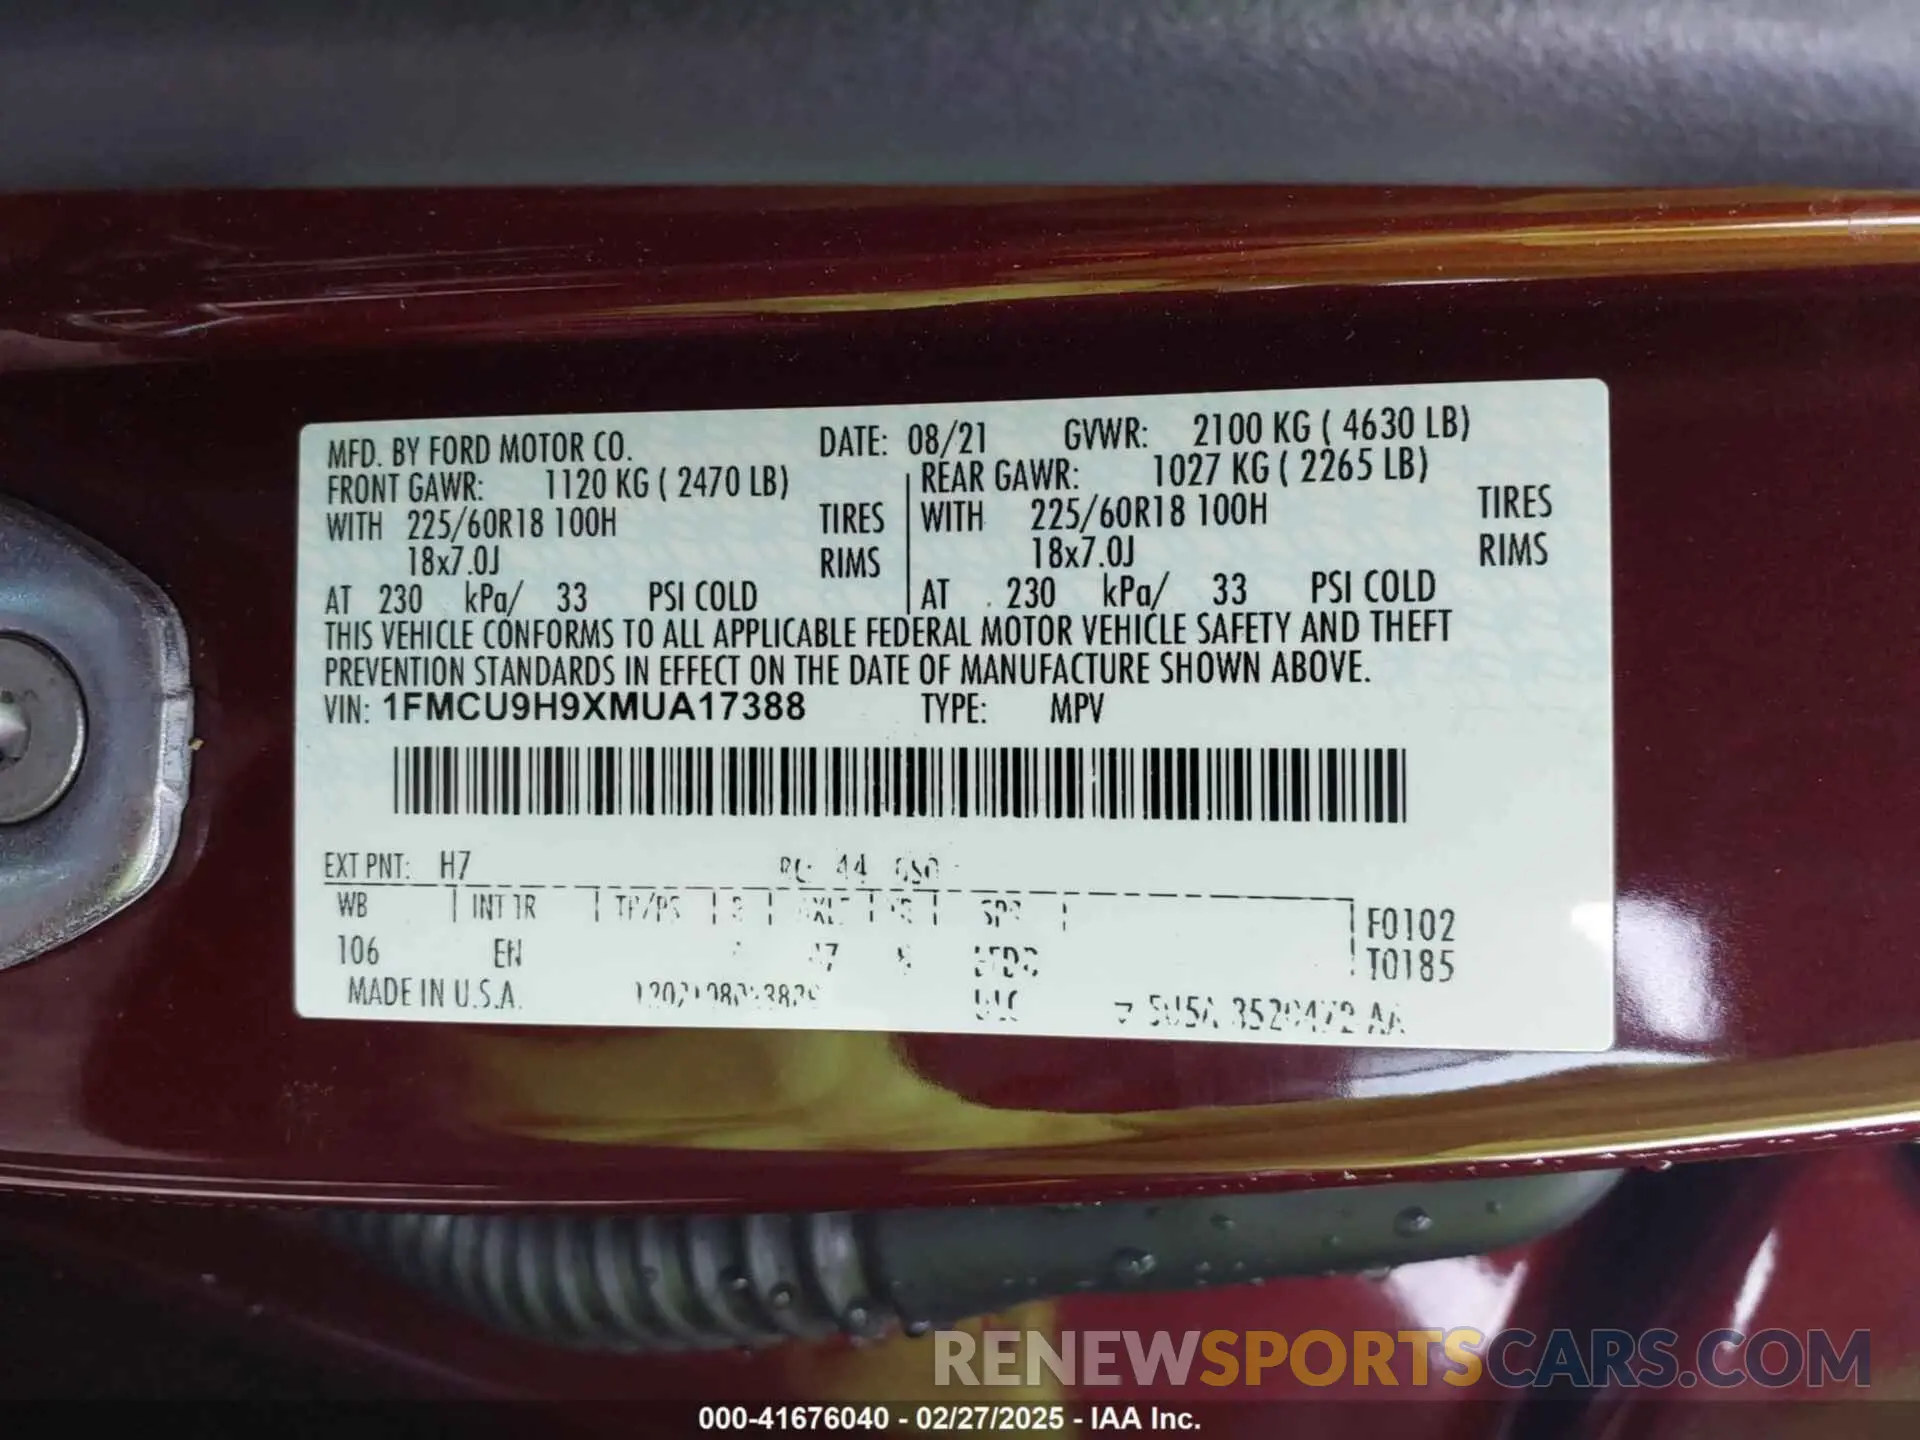 MFD. BY FORD MOTOR CO. DATE: 08/21 GVWR: 2100 KG ( 4630 LB)
FRONT GAWR: 1120 KG ( 2470 LB) REAR GAWR: 1027 KG ( 2265 LB)
WITH 225/60R18 100H TIRES WITH 225/60R18 100H TIRES
18x7.0J RIMS 18x7.0J RIMS
AT 230 kPa/ 33 PSI COLD AT 230 kPa/ 33 PSI COLD
THIS VEHICLE CONFORMS TO ALL APPLICABLE FEDERAL MOTOR VEHICLE SAFETY AND THEFT
PREVENTION STANDARDS IN EFFECT ON THE DATE OF MANUFACTURE SHOWN ABOVE.
VIN: 1FMCU9H9XMUA17388 TYPE: MPV
EXT PNT: H7 44
WB INT TR TP/PS F0102
106 EN T0185
MADE IN U.S.A.
RENEWSPORTSCARS.COM
000-41676040 - 02/27/2025 - IAA Inc.